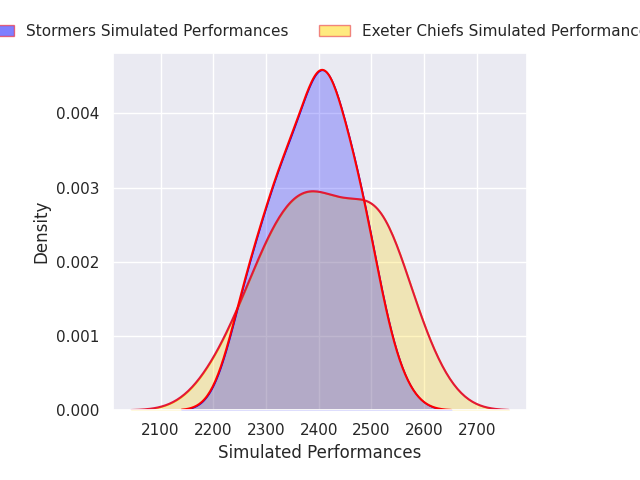 Stormers Simulated Performances Exeter Chiefs Simulated
0.004
0.003
0.002
0.001
0.000
Density
2100 2200 2300 2400 2500 2600 2700
Simulated Performances